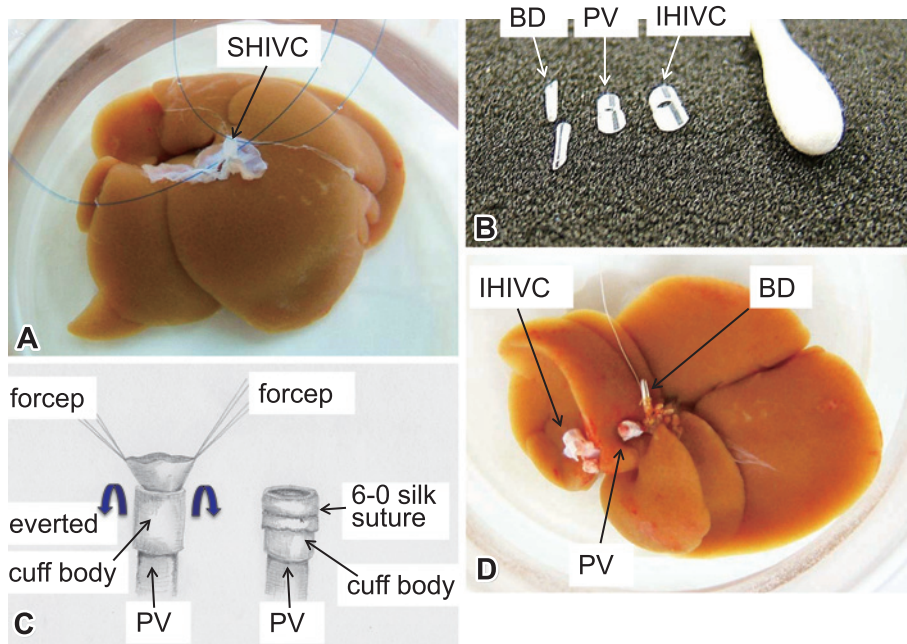 SHIVC
A
BD
PV
IHIVC
B
forcep
forcep
everted
cuff body
PV
6-0 silk
suture
cuff body
PV
C
IHIVC
BD
PV
D